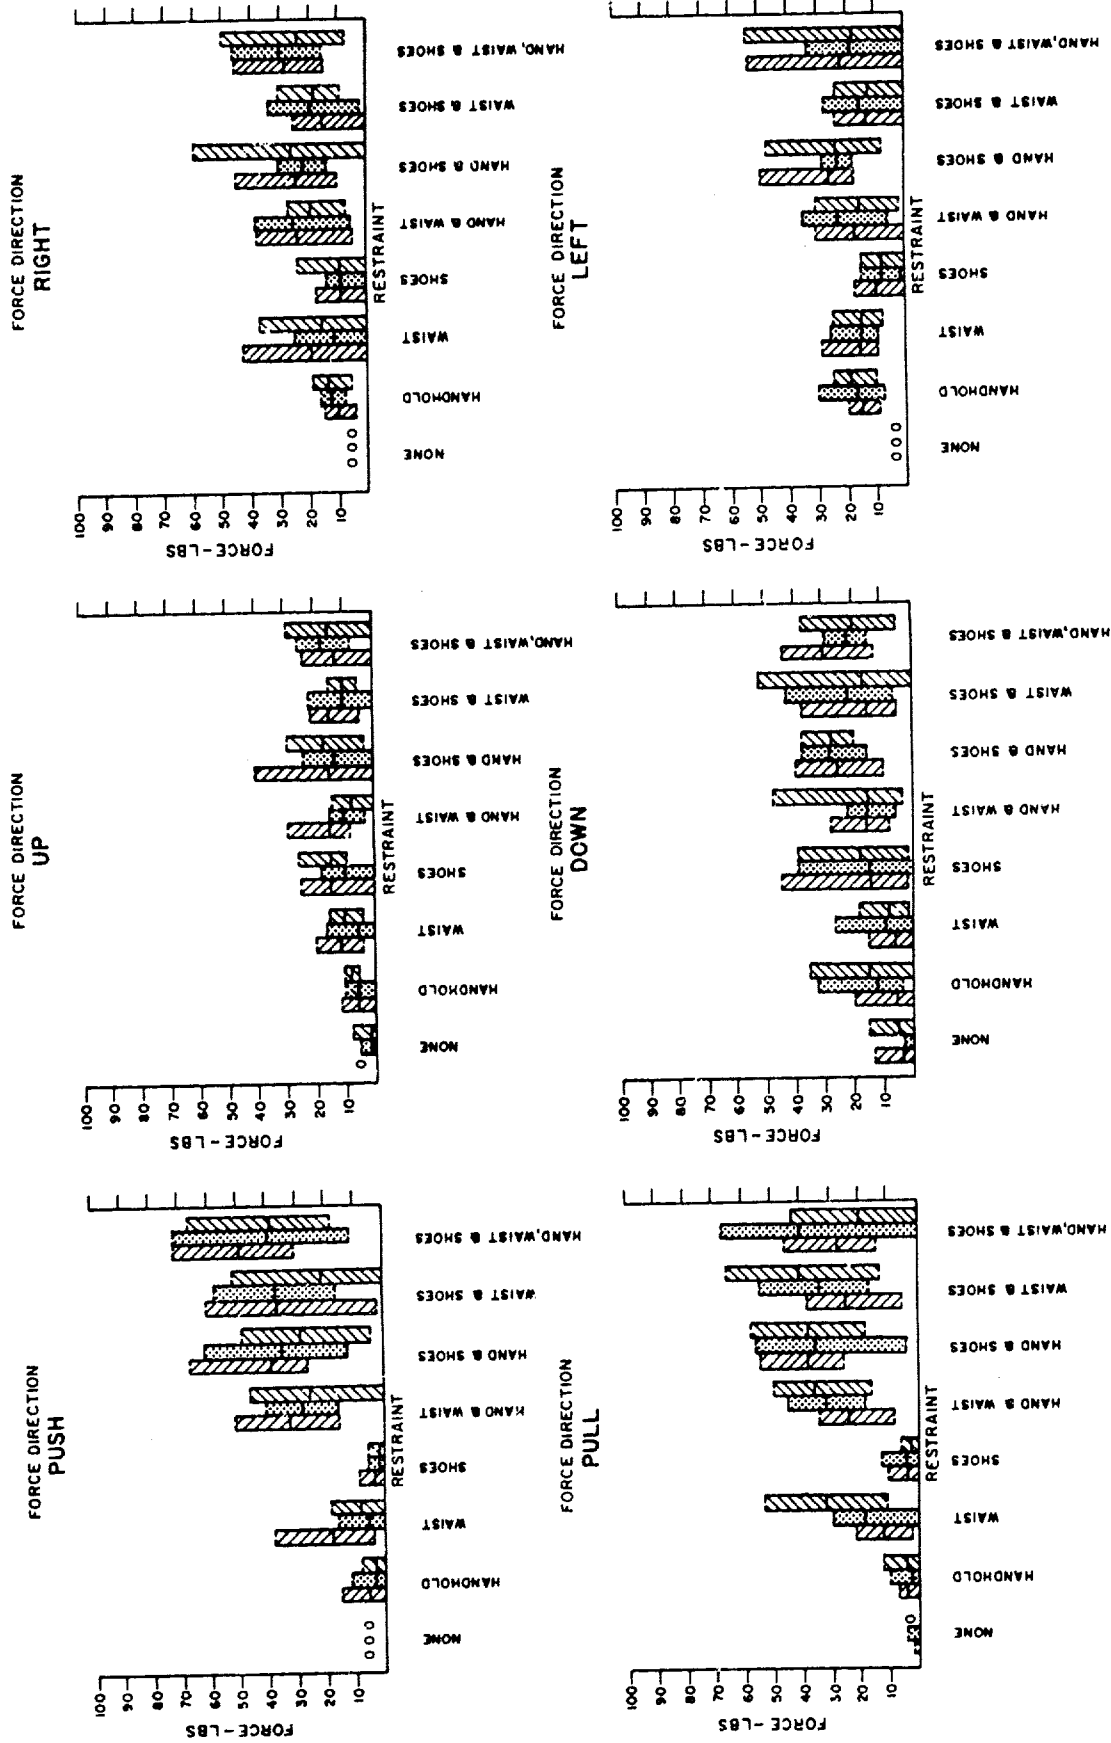 FORCE DIRECTION
PUSH
FORCE-LBS
100
90
80
70
60
50
40
30
20
10
0 0 0
NONE
HANDHOLD
WAIST
SHOES
HAND & WAIST
HAND & SHOES
WAIST & SHOES
HAND, WAIST & SHOES
RESTRAINT
FORCE DIRECTION
UP
FORCE-LBS
100
90
80
70
60
50
40
30
20
10
0
NONE
HANDHOLD
WAIST
SHOES
HAND & WAIST
HAND & SHOES
WAIST & SHOES
HAND, WAIST & SHOES
RESTRAINT
FORCE DIRECTION
RIGHT
FORCE-LBS
100
90
80
70
60
50
40
30
20
10
0 0 0
NONE
HANDHOLD
WAIST
SHOES
HAND & WAIST
HAND & SHOES
WAIST & SHOES
HAND, WAIST & SHOES
RESTRAINT
FORCE DIRECTION
PULL
FORCE-LBS
100
90
80
70
60
50
40
30
20
10
0
NONE
HANDHOLD
WAIST
SHOES
HAND & WAIST
HAND & SHOES
WAIST & SHOES
HAND, WAIST & SHOES
RESTRAINT
FORCE DIRECTION
DOWN
FORCE-LBS
100
90
80
70
60
50
40
30
20
10
NONE
HANDHOLD
WAIST
SHOES
HAND & WAIST
HAND & SHOES
WAIST & SHOES
HAND, WAIST & SHOES
RESTRAINT
FORCE DIRECTION
LEFT
FORCE-LBS
100
90
80
70
60
50
40
30
20
10
0 0 0
NONE
HANDHOLD
WAIST
SHOES
HAND & WAIST
HAND & SHOES
WAIST & SHOES
HAND, WAIST & SHOES
RESTRAINT